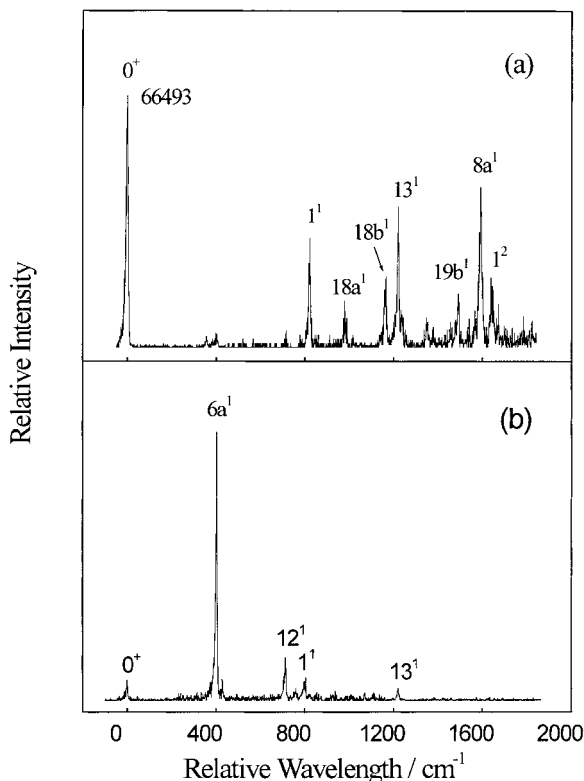 (a)
0⁺
66493
1¹
18a¹
18b¹
13¹
19b¹
8a¹
1²
Relative Intensity
(b)
0⁺
6a¹
12¹
1¹
13¹
0 400 800 1200 1600 2000
Relative Wavelength / cm⁻¹